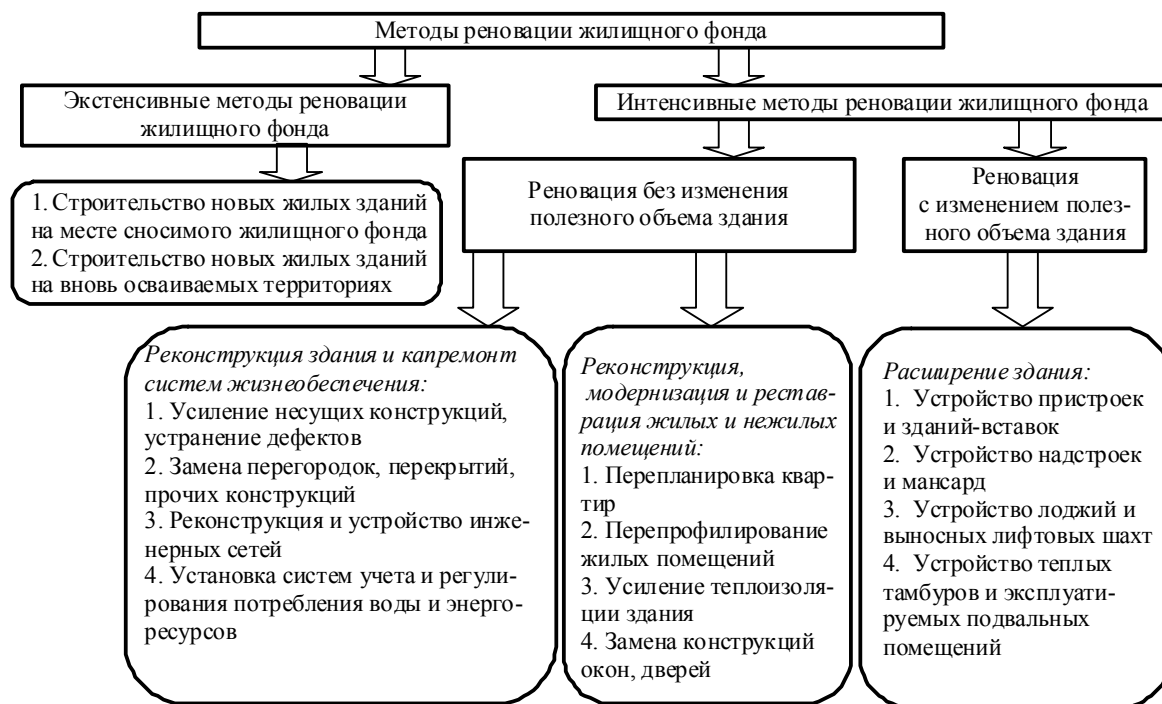 Методы реновации жилищного фонда
Экстенсивные методы реновации
жилищного фонда
Интенсивные методы реновации жилищного фонда
1. Строительство новых жилых зданий
на месте сносимого жилищного фонда
2. Строительство новых жилых зданий
на вновь осваиваемых территориях
Реновация без изменения
полезного объема здания
Реновация
с изменением полез-
ного объема здания
Реконструкция здания и капремонт
систем жизнеобеспечения:
1. Усиление несущих конструкций,
устранение дефектов
2. Замена перегородок, перекрытий,
прочих конструкций
3. Реконструкция и устройство инже-
нерных сетей
4. Установка систем учета и регули-
рования потребления воды и энерго-
ресурсов
Реконструкция,
модернизация и реста­в-
рация жилых и нежилых
помещений:
1. Перепланировка квар-
тир
2. Перепрофилирование
жилых помещений
3. Усиление теплоизоля-
ции здания
4. Замена конструкций
окон, дверей
Расширение здания:
1. Устройство пристроек
и зданий-вставок
2. Устройство надстроек
и мансард
3. Устройство лоджий и
выносных лифтовых шахт
4. Устройство теплых
тамбуров и эксплуати-
руемых подвальных
помещений